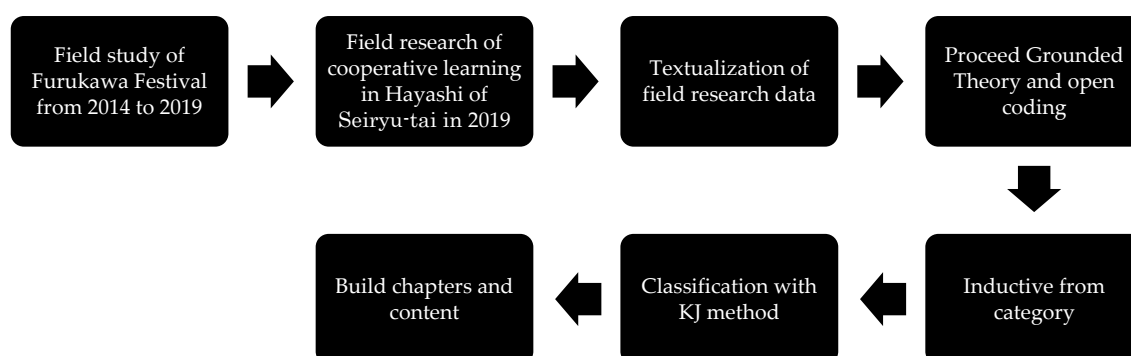 Field study of
Furukawa Festival
from 2014 to 2019
Field research of
cooperative learning
in Hayashi of
Seiryu-tai in 2019
Textualization of
field research data
Proceed Grounded
Theory and open
coding
Inductive from
category
Classification with
KJ method
Build chapters and
content